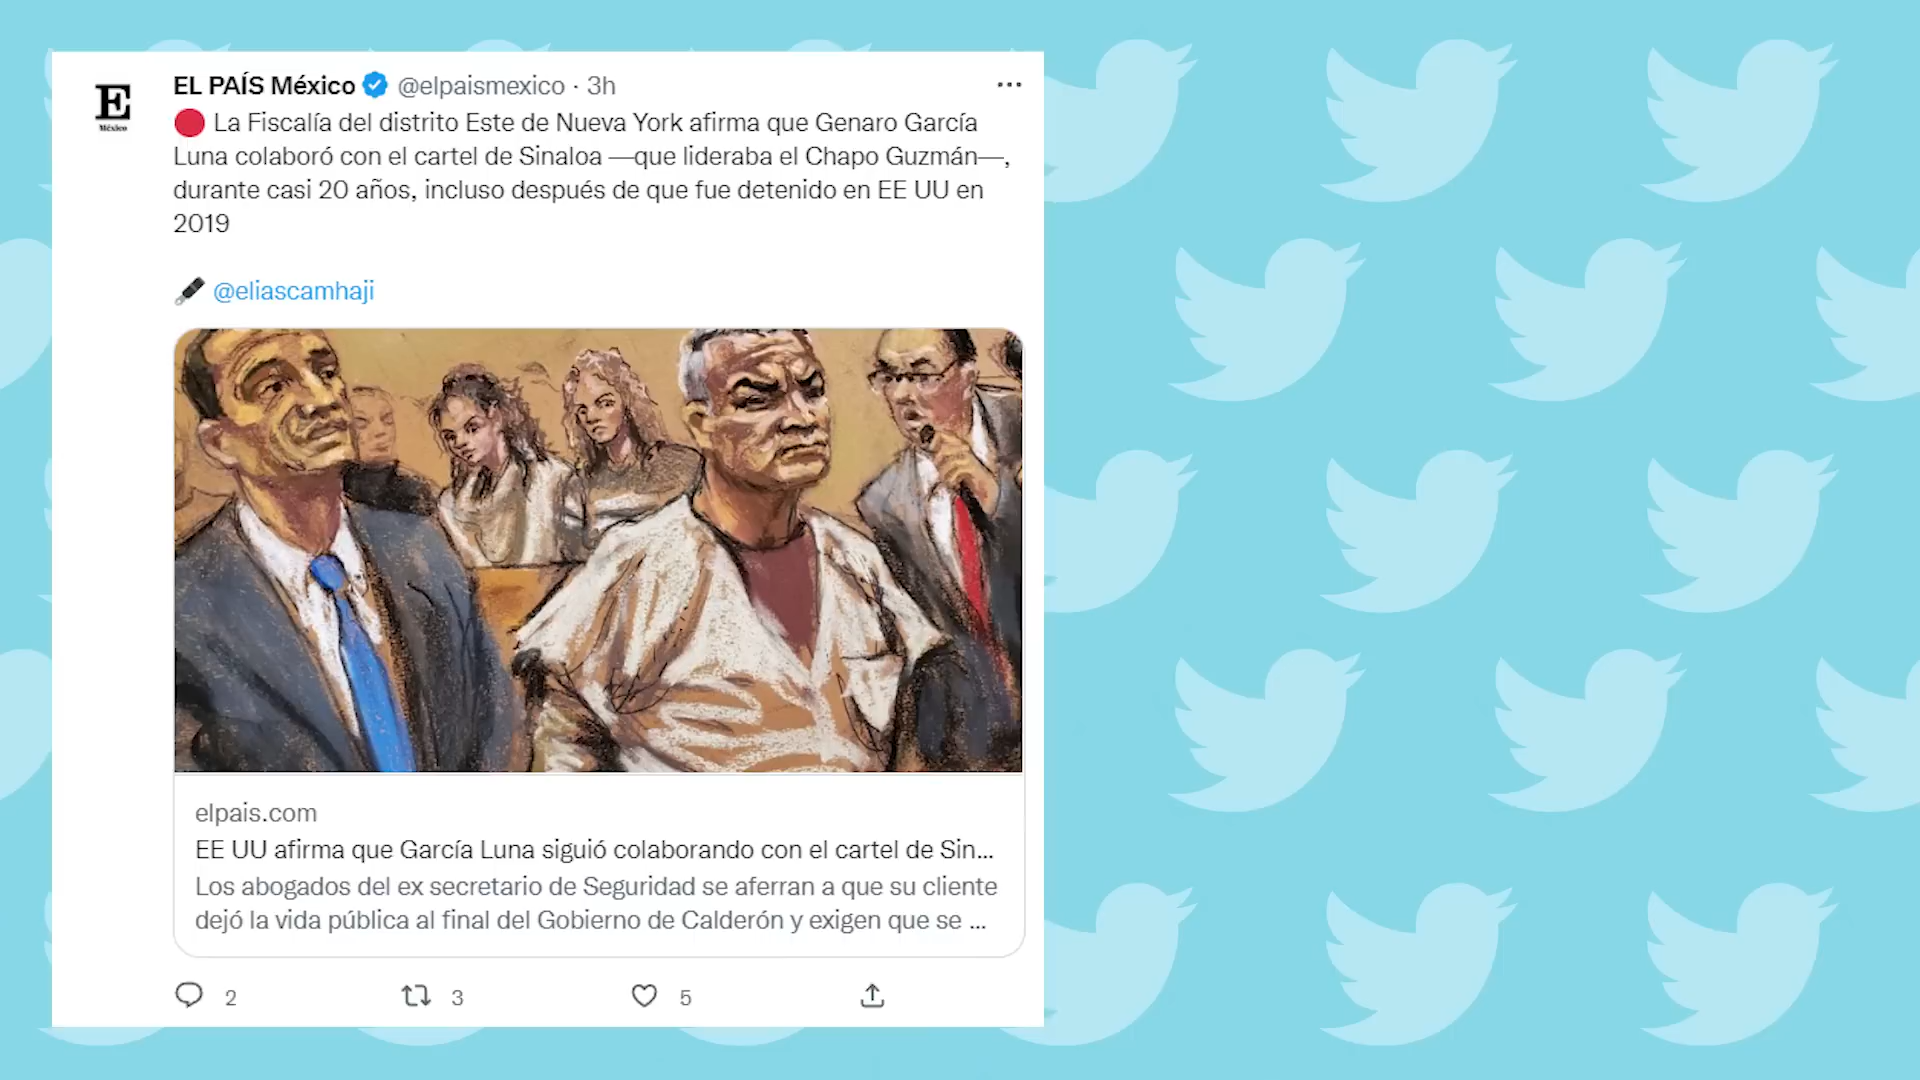 E
México
EL PAÍS México @elpaismexico · 3h
La Fiscalía del distrito Este de Nueva York afirma que Genaro García
Luna colaboró con el cartel de Sinaloa —que lideraba el Chapo Guzmán—,
durante casi 20 años, incluso después de que fue detenido en EE UU en
2019
@eliascamhaji
elpais.com
EE UU afirma que García Luna siguió colaborando con el cartel de Sin...
Los abogados del ex secretario de Seguridad se aferran a que su cliente
dejó la vida pública al final del Gobierno de Calderón y exigen que se ...
2 3 5